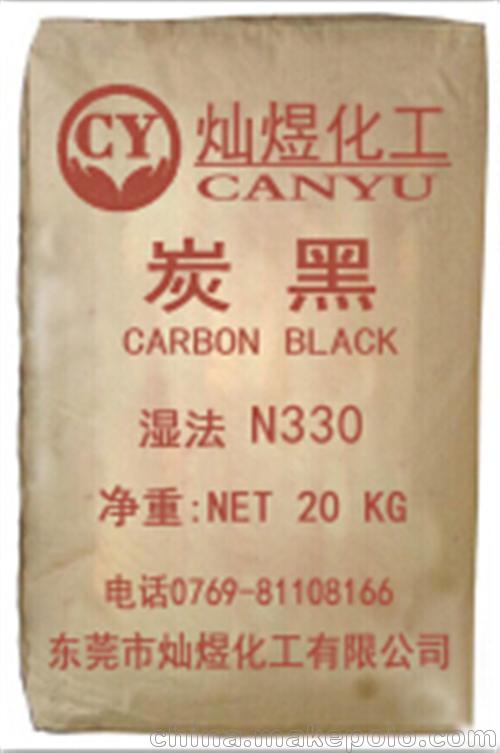 CY 灿煜化工
CANYU
炭黑
CARBON BLACK
湿法 N330
净重:NET 20 KG
电话0769-81108166
东莞市灿煜化工有限公司
china.makepolo.com